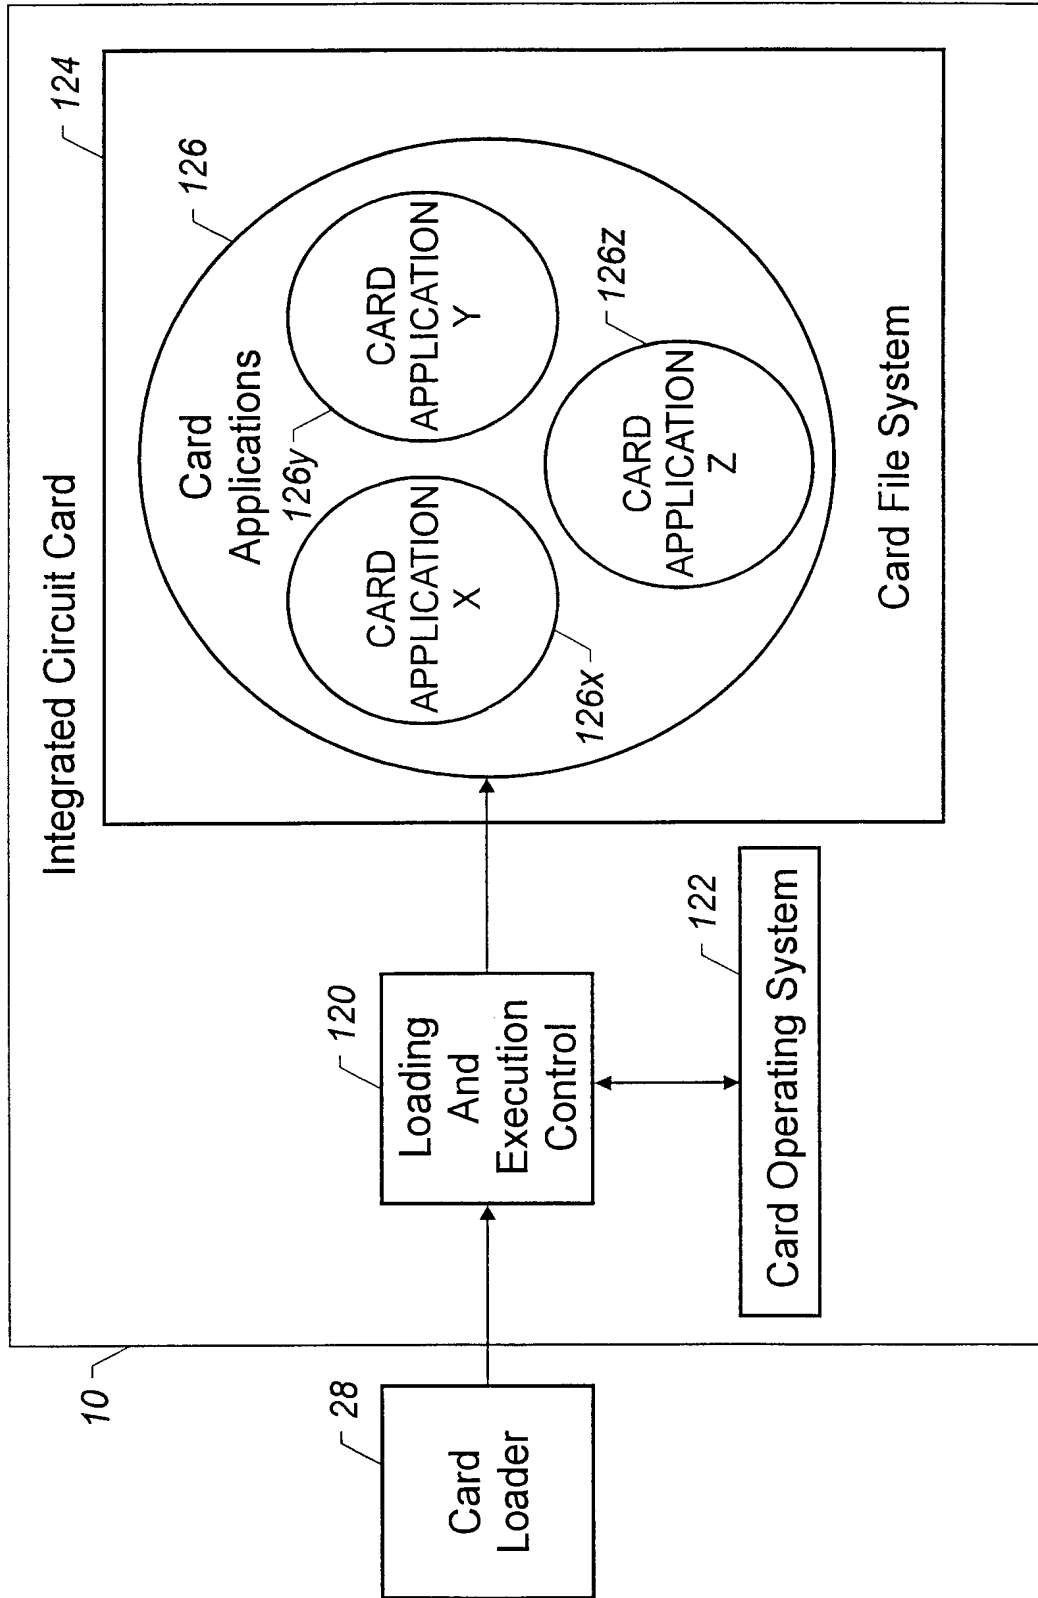 10
Integrated Circuit Card
124
126
Card
Applications
126y
CARD
APPLICATION
X
CARD
APPLICATION
Y
126x
126z
CARD
APPLICATION
Z
Card File System
28
Card
Loader
120
Loading
And
Execution
Control
122
Card Operating System